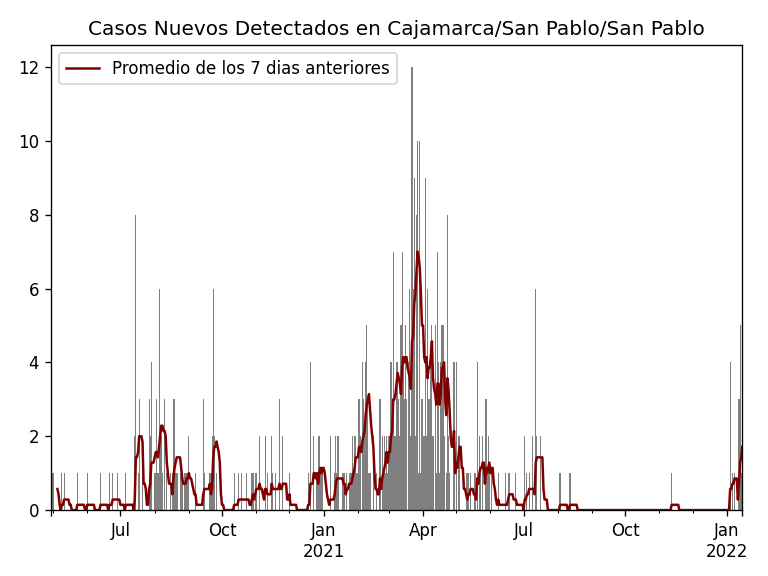 Casos Nuevos Detectados en Cajamarca/San Pablo/San Pablo
Promedio de los 7 dias anteriores
12
10
8
6
4
2
0
Jul
Oct
Jan
2021
Apr
Jul
Oct
Jan
2022